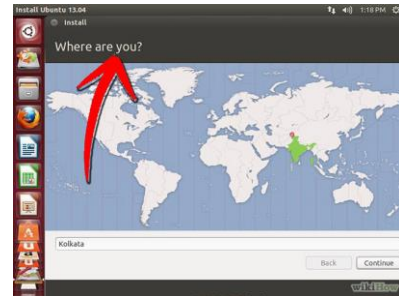 Install Ubuntu 13.04
1:18 PM
Install
Where are you?
Kolkata
Back
Continue
wikiHow